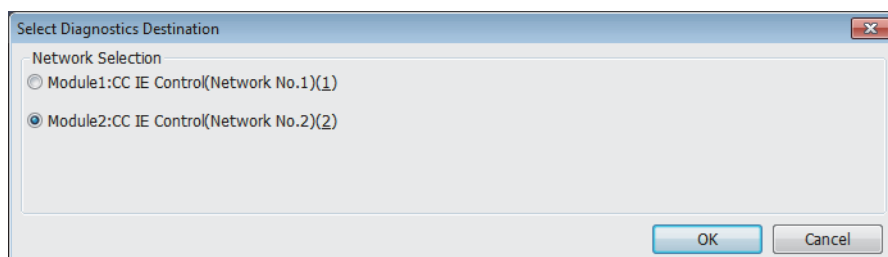 Select Diagnostics Destination
Network Selection
Module1:CC IE Control(Network No.1)(1)
Module2:CC IE Control(Network No.2)(2)
OK Cancel